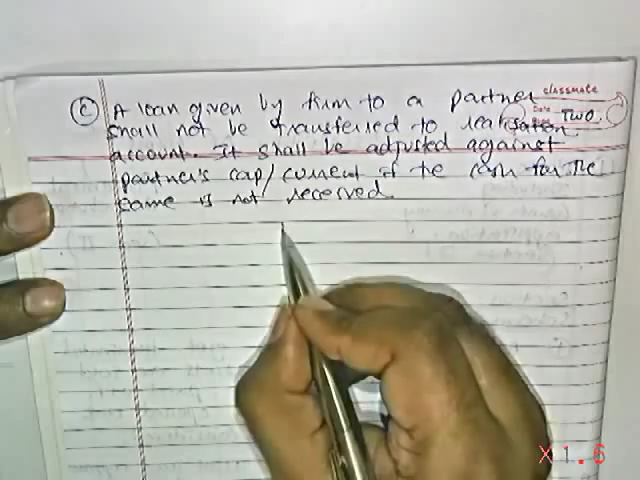 classmate
Date
Page TWO
(C) A loan given by firm to a partner
shall not be transferred to realisation
account. It shall be adjusted against
partner's cap/current if the cash for the
same is not received.
X1.5